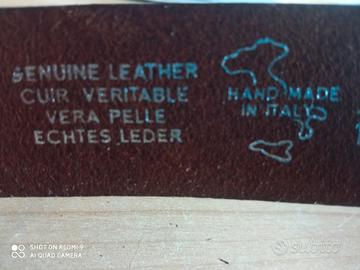 GENUINE LEATHER
CUIR VERITABLE
VERA PELLE
ECHTES LEDER
HAND MADE
IN ITALY
SHOT ON REDMI 9
AI QUAD CAMERA
SUBITO